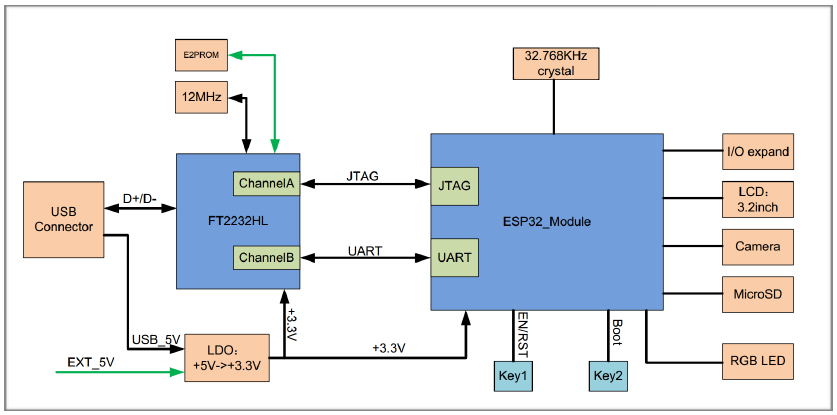 E2PROM
12MHz
32.768KHz
crystal
I/O expand
LCD：
3.2inch
Camera
MicroSD
RGB LED
USB
Connector
D+/D-
FT2232HL
ChannelA
ChannelB
JTAG
UART
JTAG
UART
ESP32_Module
USB_5V
EXT_5V
LDO：
+5V->+3.3V
+3.3V
+3.3V
EN/RST
Boot
Key1
Key2